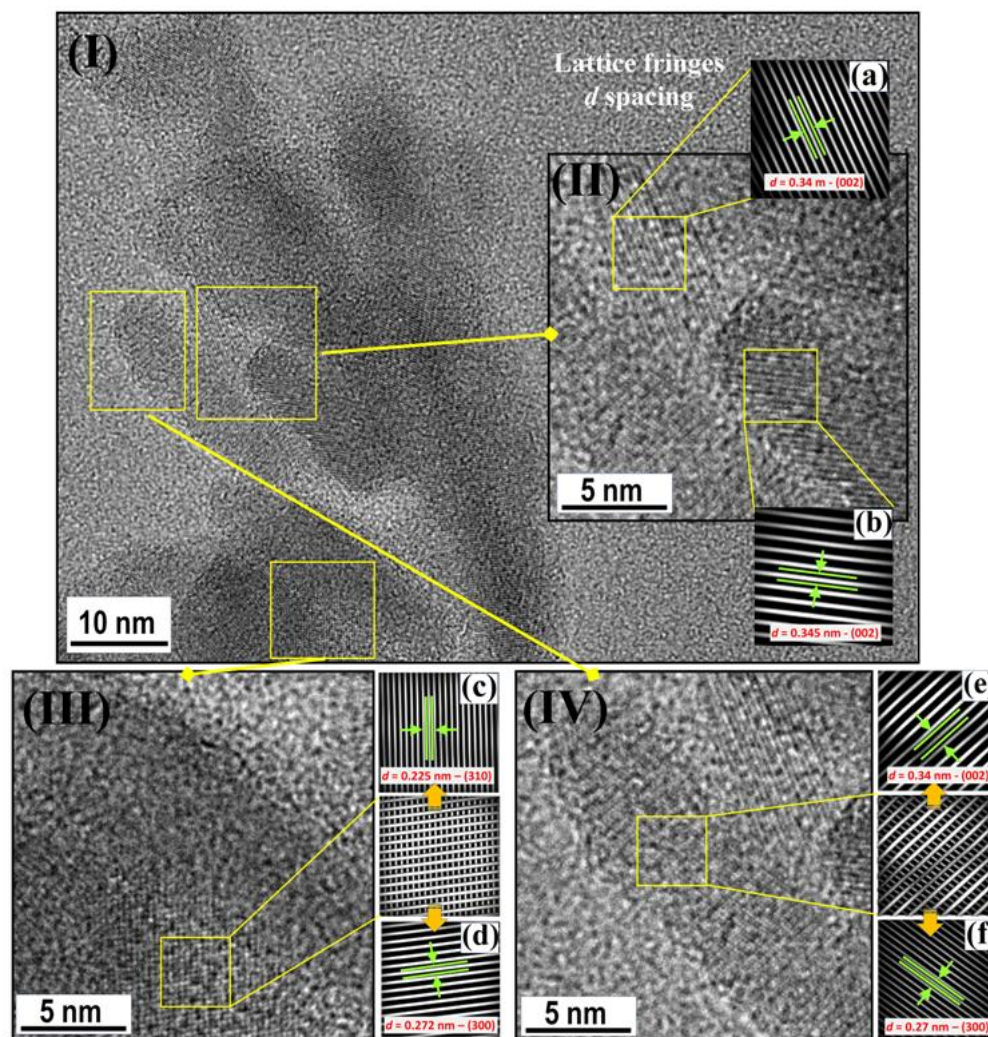 (I)
Lattice fringes
d spacing
(a)
d = 0.34 m - (002)
(II)
5 nm
(b)
d = 0.345 nm - (002)
10 nm
(III)
(c)
d = 0.225 nm – (310)
(d)
d = 0.272 nm – (300)
5 nm
(IV)
(e)
d = 0.34 nm - (002)
(f)
d = 0.27 nm – (300)
5 nm